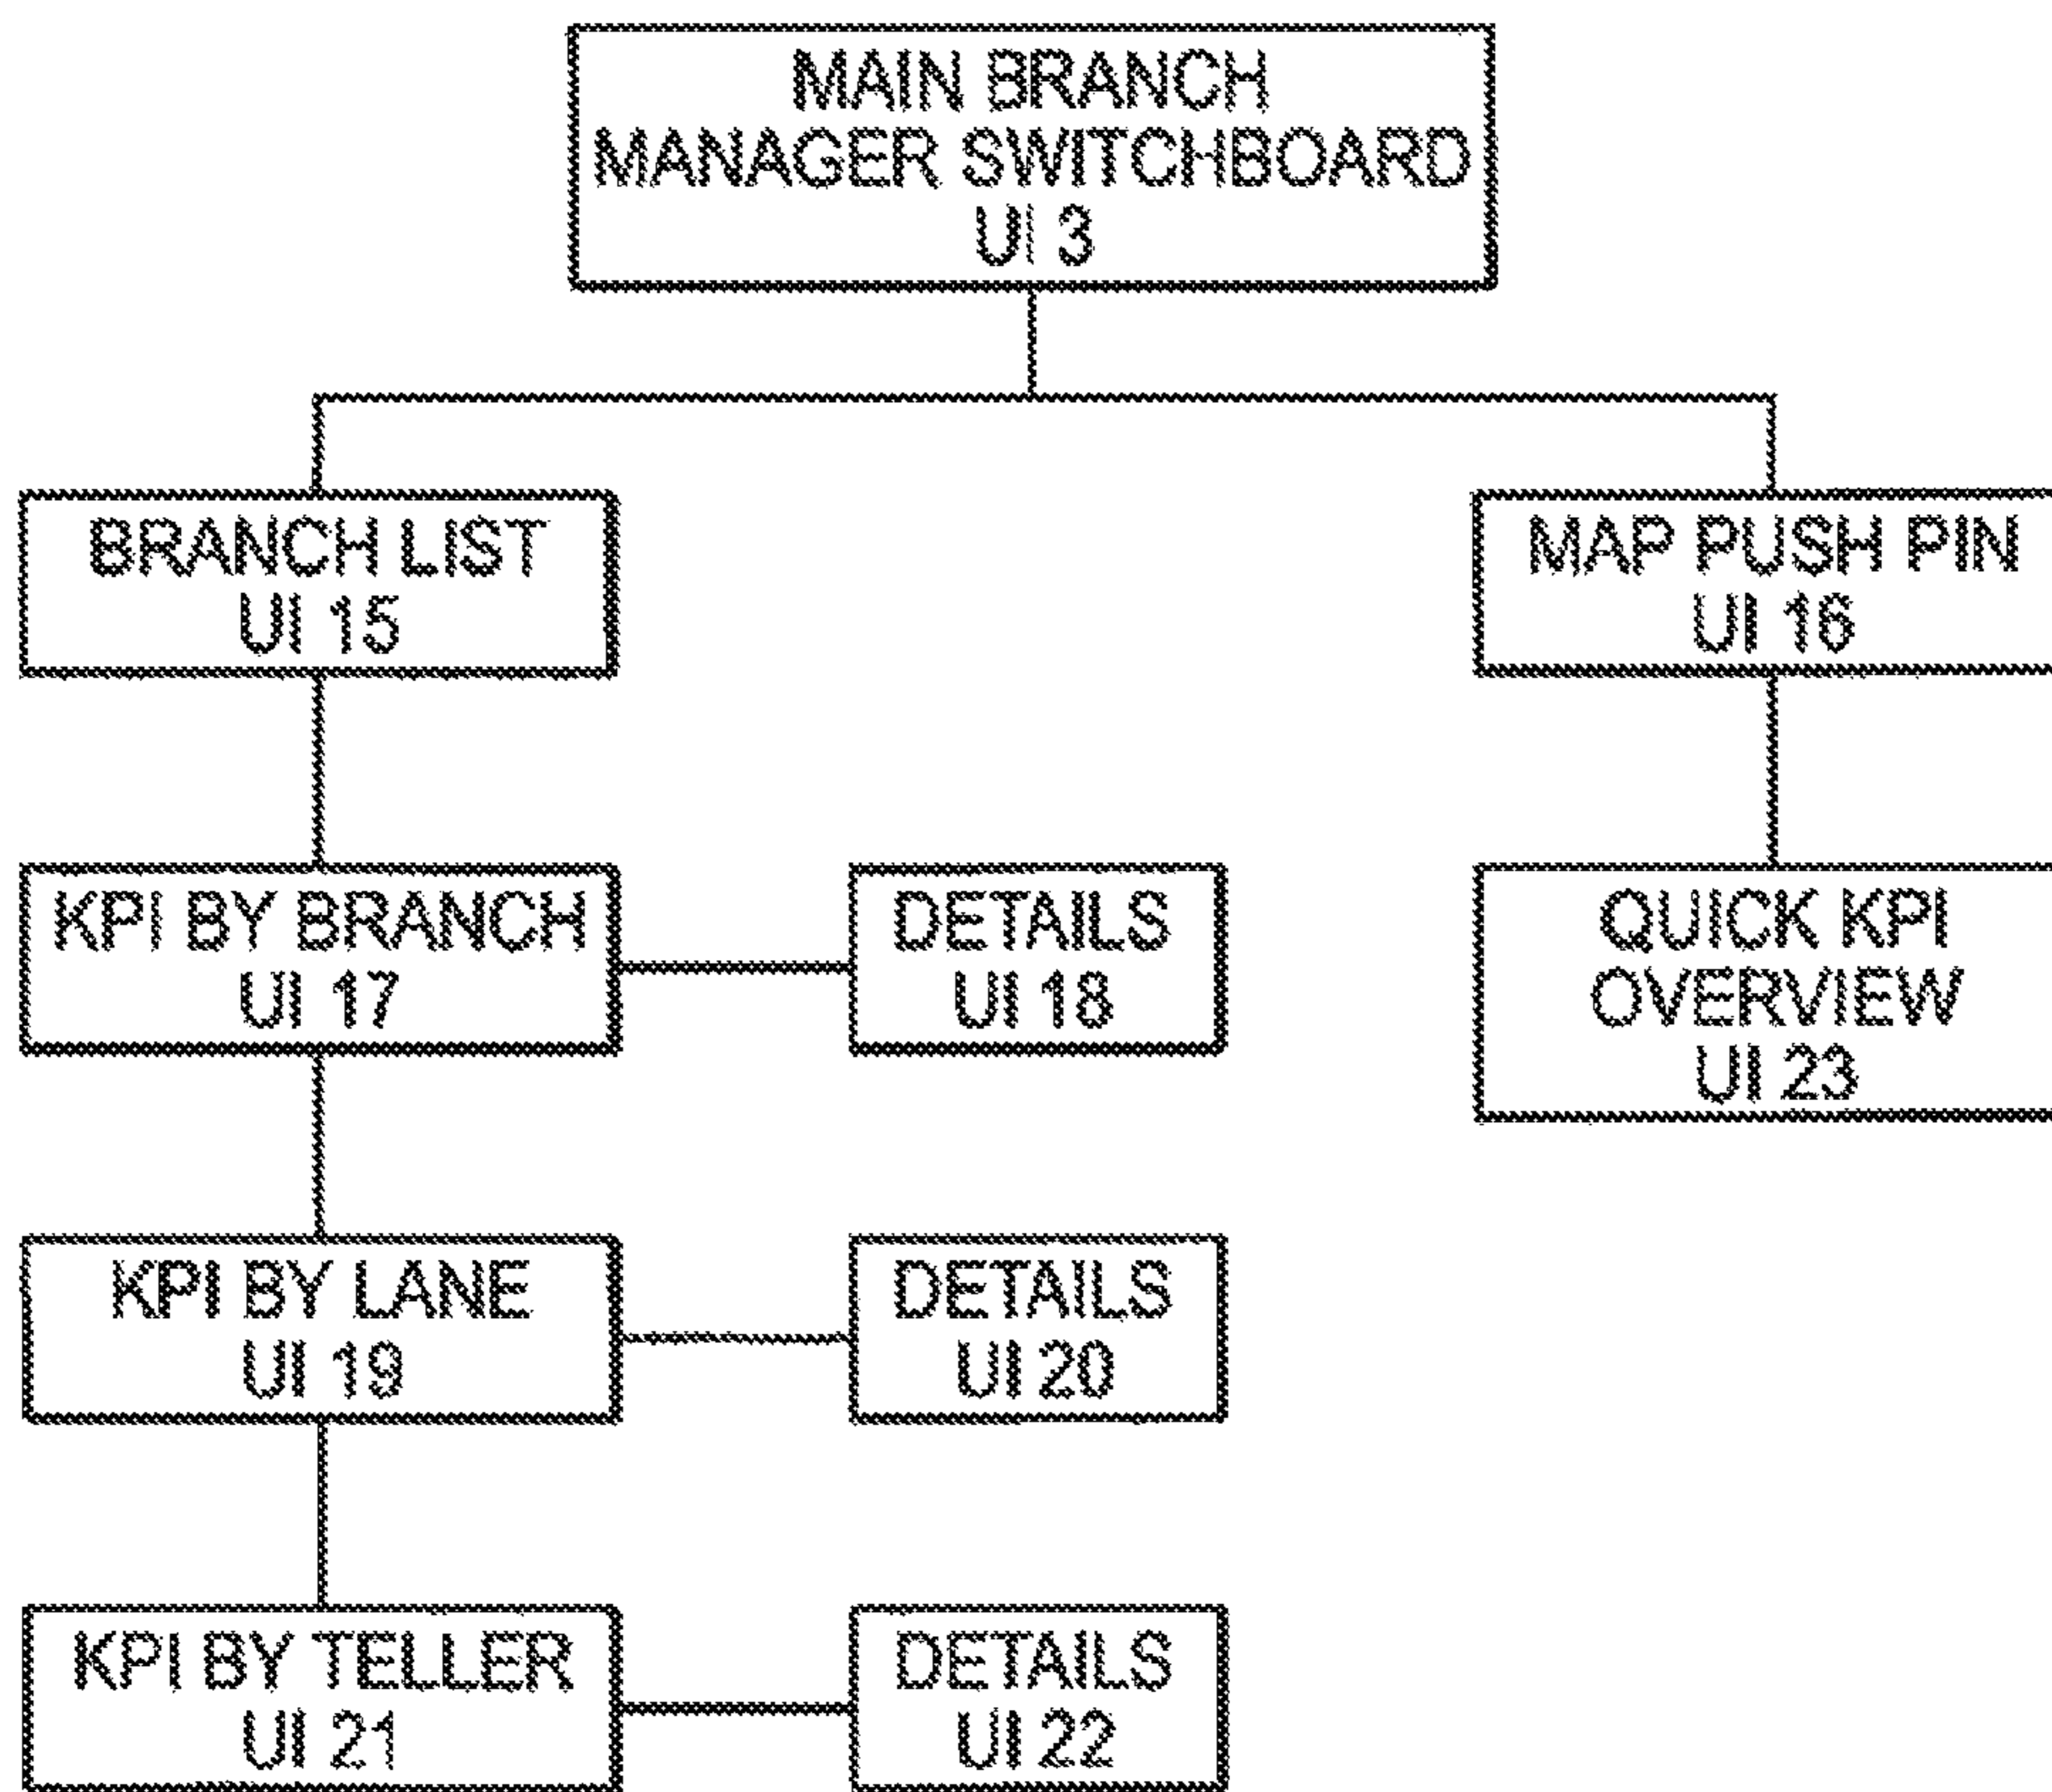 MAIN BRANCH
MANAGER SWITCHBOARD
UI 3
BRANCH LIST
UI 15
MAP PUSH PIN
UI 16
KPI BY BRANCH
UI 17
DETAILS
UI 18
QUICK KPI
OVERVIEW
UI 23
KPI BY LANE
UI 19
DETAILS
UI 20
KPI BY TELLER
UI 21
DETAILS
UI 22